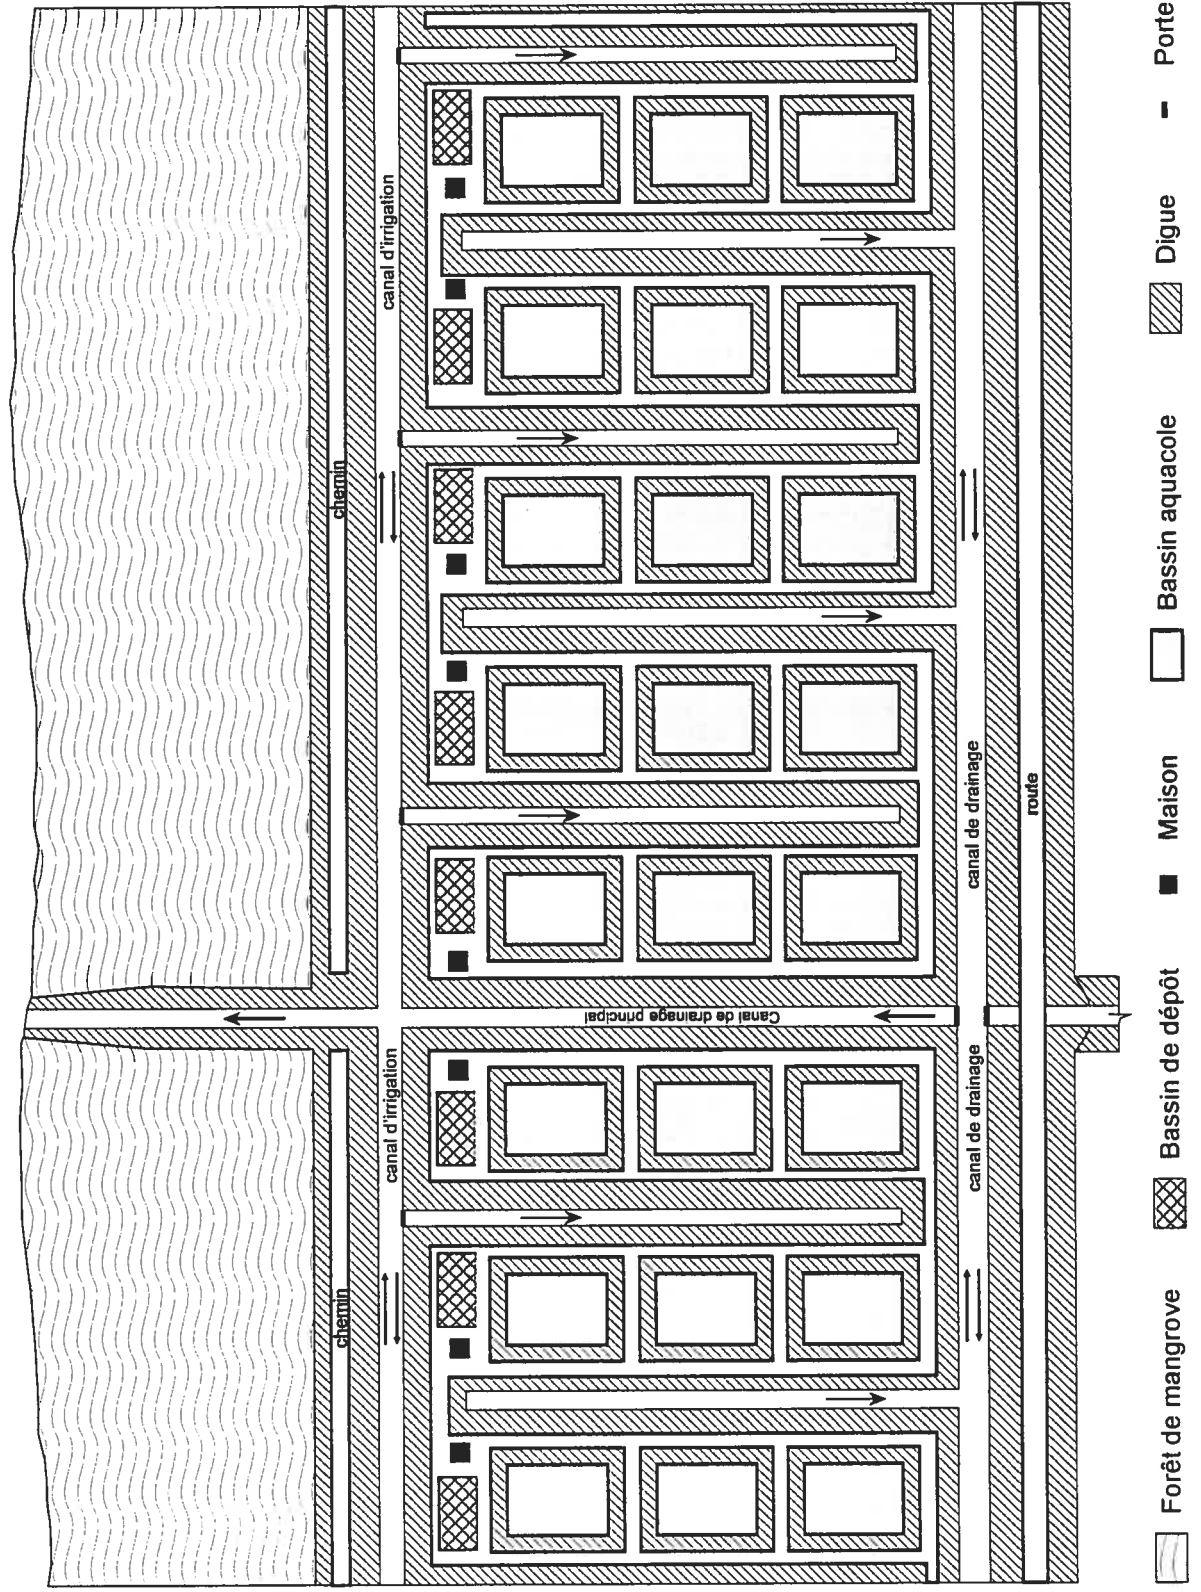 chemin
chemin
canal d'irrigation
canal d'irrigation
Canal de drainage principal
canal de drainage
canal de drainage
route
Forêt de mangrove
Bassin de dépôt
Maison
Bassin aquacole
Digue
Porte